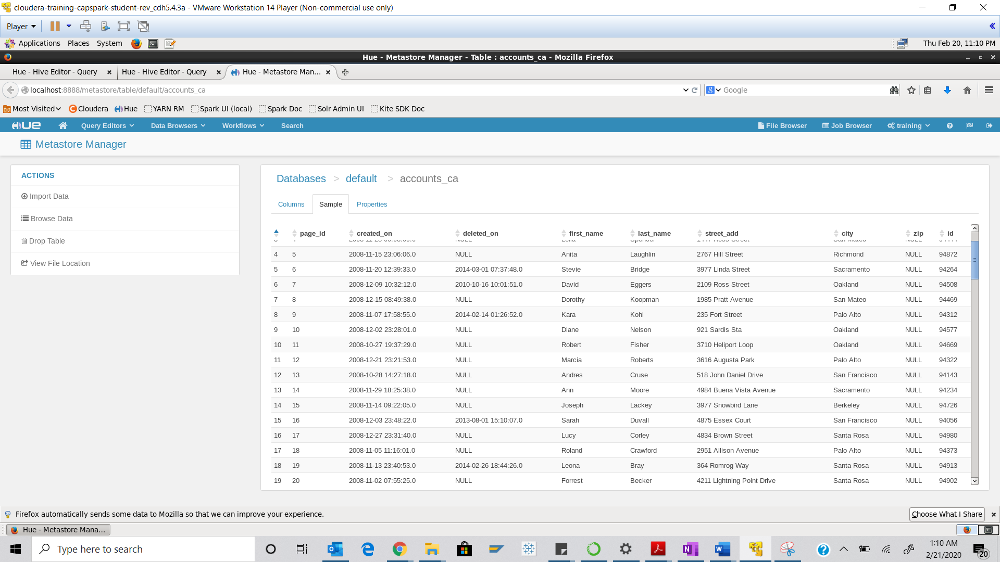 cloudera-training-capspark-student-rev_cdh5.4.3a - VMware Workstation 14 Player (Non-commercial use only)
Player
Applications Places System Thu Feb 20, 11:10 PM
Hue - Metastore Manager - Table : accounts_ca - Mozilla Firefox
Hue - Hive Editor - Query Hue - Hive Editor - Query Hue - Metastore Man...
localhost:8888/metastore/table/default/accounts_ca Google
Most Visited Cloudera Hue YARN RM Spark UI (local) Spark Doc Solr Admin UI Kite SDK Doc
HUE Query Editors Data Browsers Workflows Search File Browser Job Browser training
Metastore Manager
ACTIONS
Import Data
Browse Data
Drop Table
View File Location
Databases > default > accounts_ca
Columns Sample Properties
page_id created_on deleted_on first_name last_name street_add city zip id
4 5 2008-11-15 23:06:06.0 NULL Anita Laughlin 2767 Hill Street Richmond NULL 94872
5 6 2008-11-20 12:39:33.0 2014-03-01 07:37:48.0 Stevie Bridge 3977 Linda Street Sacramento NULL 94264
6 7 2008-12-09 10:32:12.0 2010-10-16 10:01:51.0 David Eggers 2109 Ross Street Oakland NULL 94508
7 8 2008-12-15 08:49:38.0 NULL Dorothy Koopman 1985 Pratt Avenue San Mateo NULL 94469
8 9 2008-11-07 17:58:55.0 2014-02-14 01:26:52.0 Kara Kohl 235 Fort Street Palo Alto NULL 94312
9 10 2008-12-02 23:28:01.0 NULL Diane Nelson 921 Sardis Sta Oakland NULL 94577
10 11 2008-10-27 19:37:29.0 NULL Robert Fisher 3710 Heliport Loop Oakland NULL 94669
11 12 2008-12-21 23:21:53.0 NULL Marcia Roberts 3616 Augusta Park Palo Alto NULL 94322
12 13 2008-10-28 14:27:18.0 NULL Andres Cruse 518 John Daniel Drive San Francisco NULL 94143
13 14 2008-11-29 18:25:38.0 NULL Ann Moore 4984 Buena Vista Avenue Sacramento NULL 94234
14 15 2008-11-14 09:22:05.0 NULL Joseph Lackey 3977 Snowbird Lane Berkeley NULL 94726
15 16 2008-12-03 23:48:22.0 2013-08-01 15:10:07.0 Sarah Duvall 4875 Essex Court San Francisco NULL 94056
16 17 2008-12-27 23:31:40.0 NULL Lucy Corley 4834 Brown Street Santa Rosa NULL 94980
17 18 2008-11-05 11:16:01.0 NULL Roland Crawford 2951 Allison Avenue Palo Alto NULL 94373
18 19 2008-11-13 23:40:53.0 2014-02-26 18:44:26.0 Leona Bray 364 Romrog Way Santa Rosa NULL 94913
19 20 2008-11-02 07:55:25.0 NULL Forrest Becker 4211 Lightning Point Drive Santa Rosa NULL 94902
Firefox automatically sends some data to Mozilla so that we can improve your experience. Choose What I Share
Hue - Metastore Mana...
Type here to search 1:10 AM
2/21/2020 20